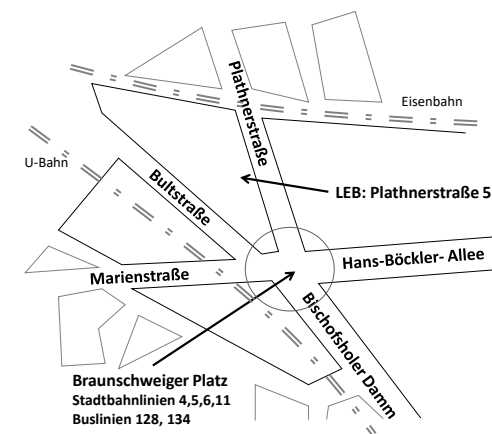 Plathnerstraße
Eisenbahn
U-Bahn
Bultstraße
LEB: Plathnerstraße 5
Hans-Böckler- Allee
Marienstraße
Bischofsholer Damm
Braunschweiger Platz
Stadtbahnlinien 4,5,6,11
Buslinien 128, 134